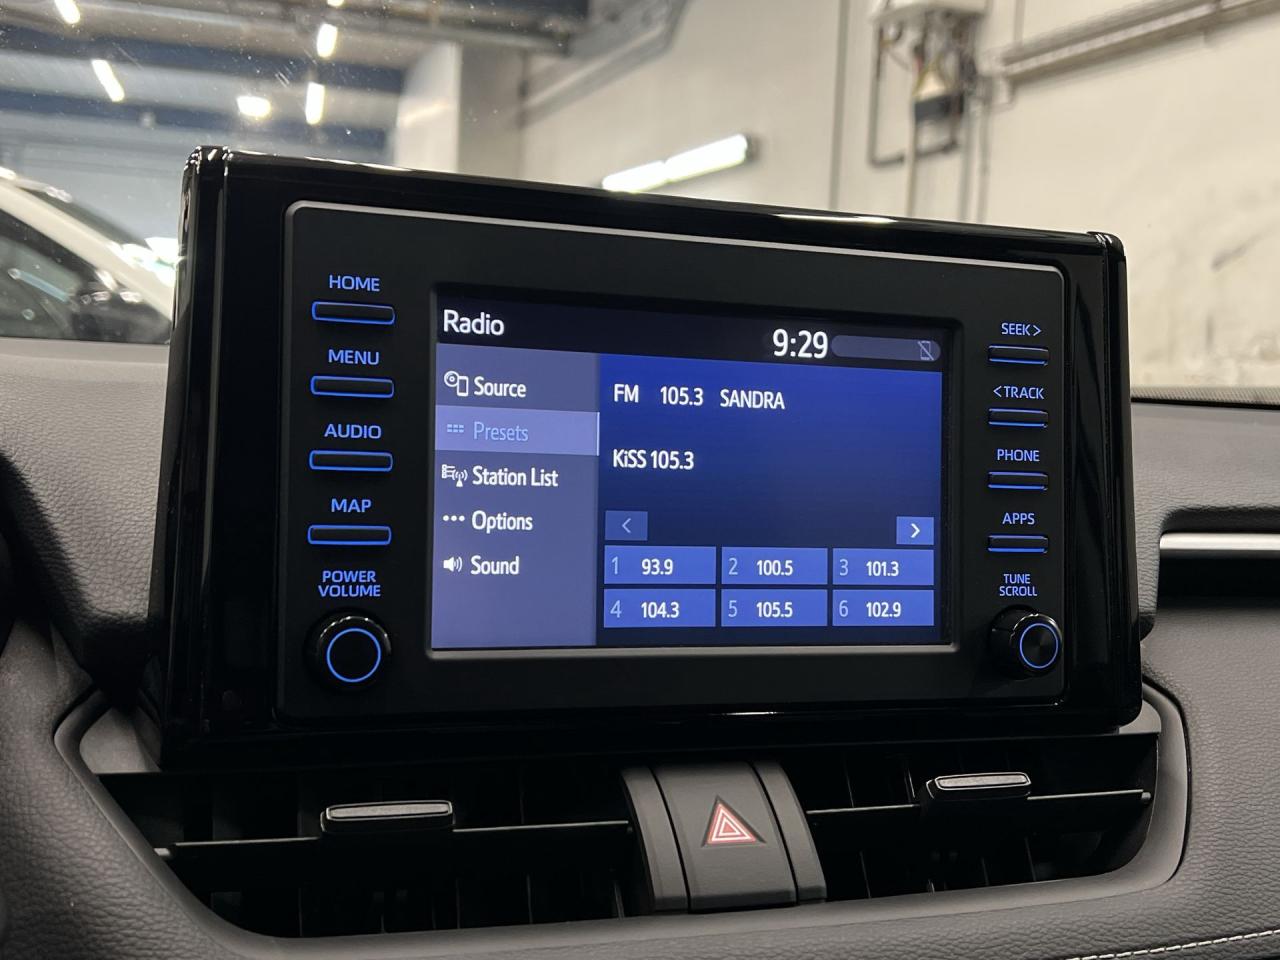 HOME
MENU
AUDIO
MAP
POWER
VOLUME
Radio
9:29
Source
Presets
Station List
Options
Sound
FM 105.3 SANDRA
KiSS 105.3
<
>
1 93.9
2 100.5
3 101.3
4 104.3
5 105.5
6 102.9
SEEK>
<TRACK
PHONE
APPS
TUNE
SCROLL